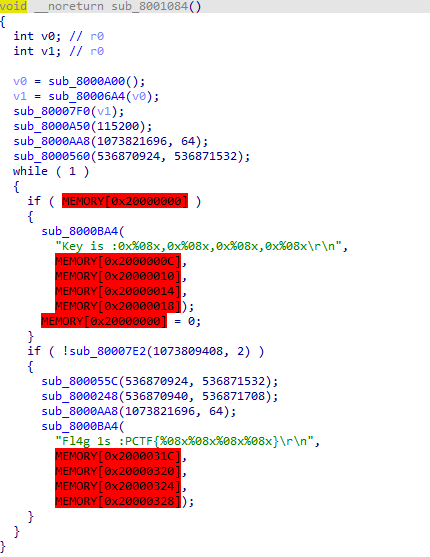 void __noreturn sub_8001084()
{
int v0; // r0
int v1; // r0
v0 = sub_8000A00();
v1 = sub_80006A4(v0);
sub_80007F0(v1);
sub_8000A50(115200);
sub_8000AA8(1073821696, 64);
sub_8000560(536870924, 536871532);
while ( 1 )
{
if ( MEMORY[0x20000000] )
{
sub_8000BA4(
"Key is :0x%08x,0x%08x,0x%08x,0x%08x\r\n",
MEMORY[0x2000000C],
MEMORY[0x20000010],
MEMORY[0x20000014],
MEMORY[0x20000018]);
MEMORY[0x20000000] = 0;
}
if ( !sub_80007E2(1073809408, 2) )
{
sub_800055C(536870924, 536871532);
sub_8000248(536870940, 536871708);
sub_8000AA8(1073821696, 64);
sub_8000BA4(
"Fl4g 1s :PCTF{%08x%08x%08x%08x}\r\n",
MEMORY[0x2000031C],
MEMORY[0x20000320],
MEMORY[0x20000324],
MEMORY[0x20000328]);
}
}
}